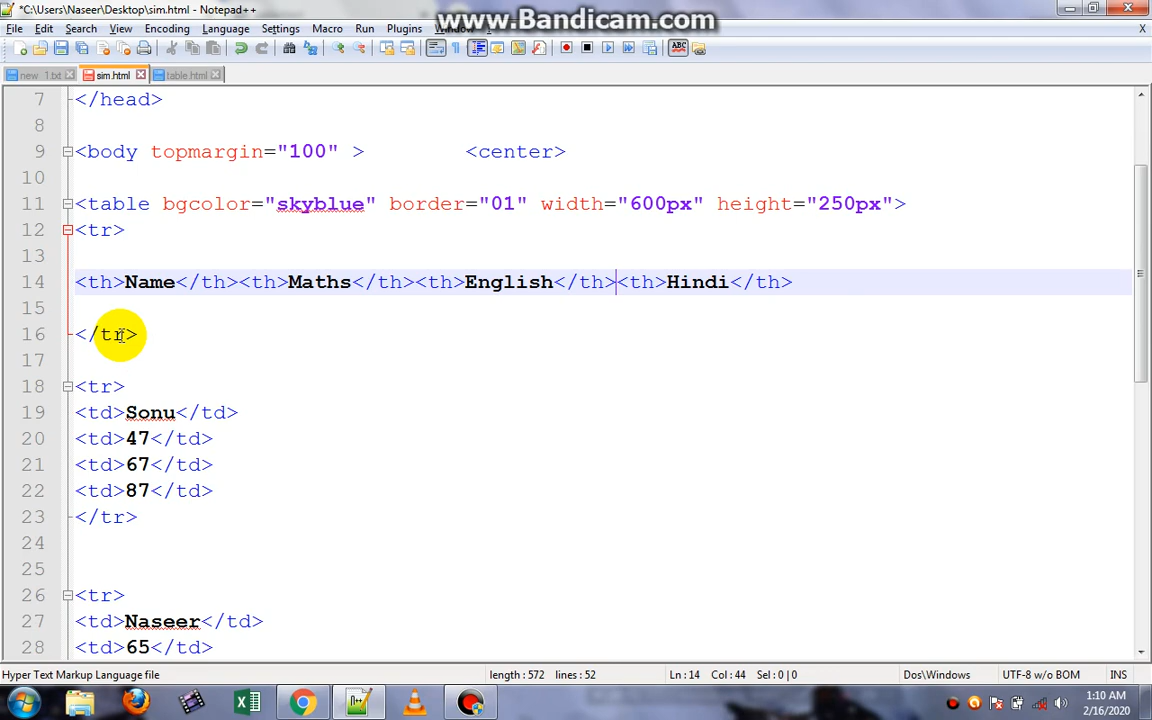 *C:\Users\Naseer\Desktop\sim.html - Notepad++
www.Bandicam.com
File Edit Search View Encoding Language Settings Macro Run Plugins Window X
new 1.txt sim.html table.html
7 </head>
8
9 <body topmargin="100" > <center>
10
11 <table bgcolor="skyblue" border="01" width="600px" height="250px">
12 <tr>
13
14 <th>Name</th><th>Maths</th><th>English</th><th>Hindi</th>
15
16 </tr>
17
18 <tr>
19 <td>Sonu</td>
20 <td>47</td>
21 <td>67</td>
22 <td>87</td>
23 </tr>
24
25
26 <tr>
27 <td>Naseer</td>
28 <td>65</td>
Hyper Text Markup Language file length : 572 lines : 52 Ln : 14 Col : 44 Sel : 0 | 0 Dos\Windows UTF-8 w/o BOM INS
1:10 AM
2/16/2020